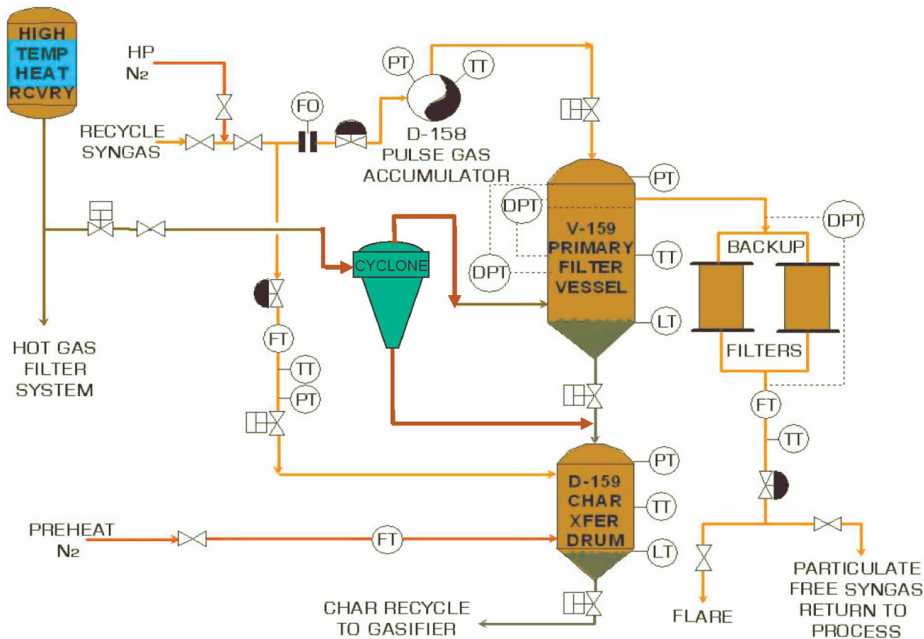 HIGH
TEMP
HEAT
RCVRY
HP
N₂
RECYCLE
SYNGAS
FO
PT
TT
D-158
PULSE GAS
ACCUMULATOR
PT
DPT
DPT
V-159
PRIMARY
FILTER
VESSEL
TT
LT
DPT
BACKUP
FILTERS
CYCLONE
HOT GAS
FILTER
SYSTEM
FT
TT
PT
FT
TT
PT
D-159
CHAR
XFER
DRUM
TT
LT
PREHEAT
N₂
FT
CHAR RECYCLE
TO GASIFIER
FLARE
PARTICULATE
FREE SYNGAS
RETURN TO
PROCESS